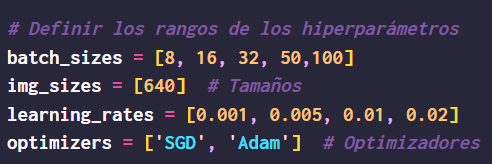 # Definir los rangos de los hiperparámetros
batch_sizes = [8, 16, 32, 50,100]
img_sizes = [640]  # Tamaños
learning_rates = [0.001, 0.005, 0.01, 0.02]
optimizers = ['SGD', 'Adam']  # Optimizadores